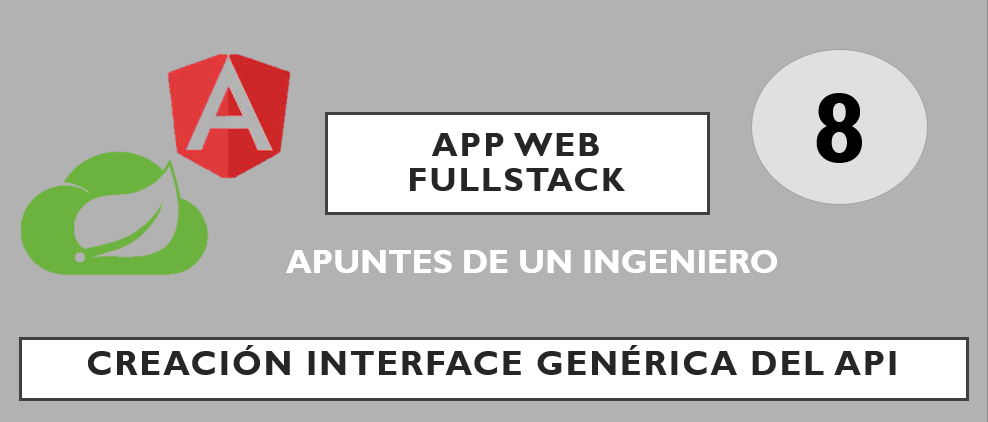 APP WEB
FULLSTACK
8
APUNTES DE UN INGENIERO
CREACIÓN INTERFACE GENÉRICA DEL API